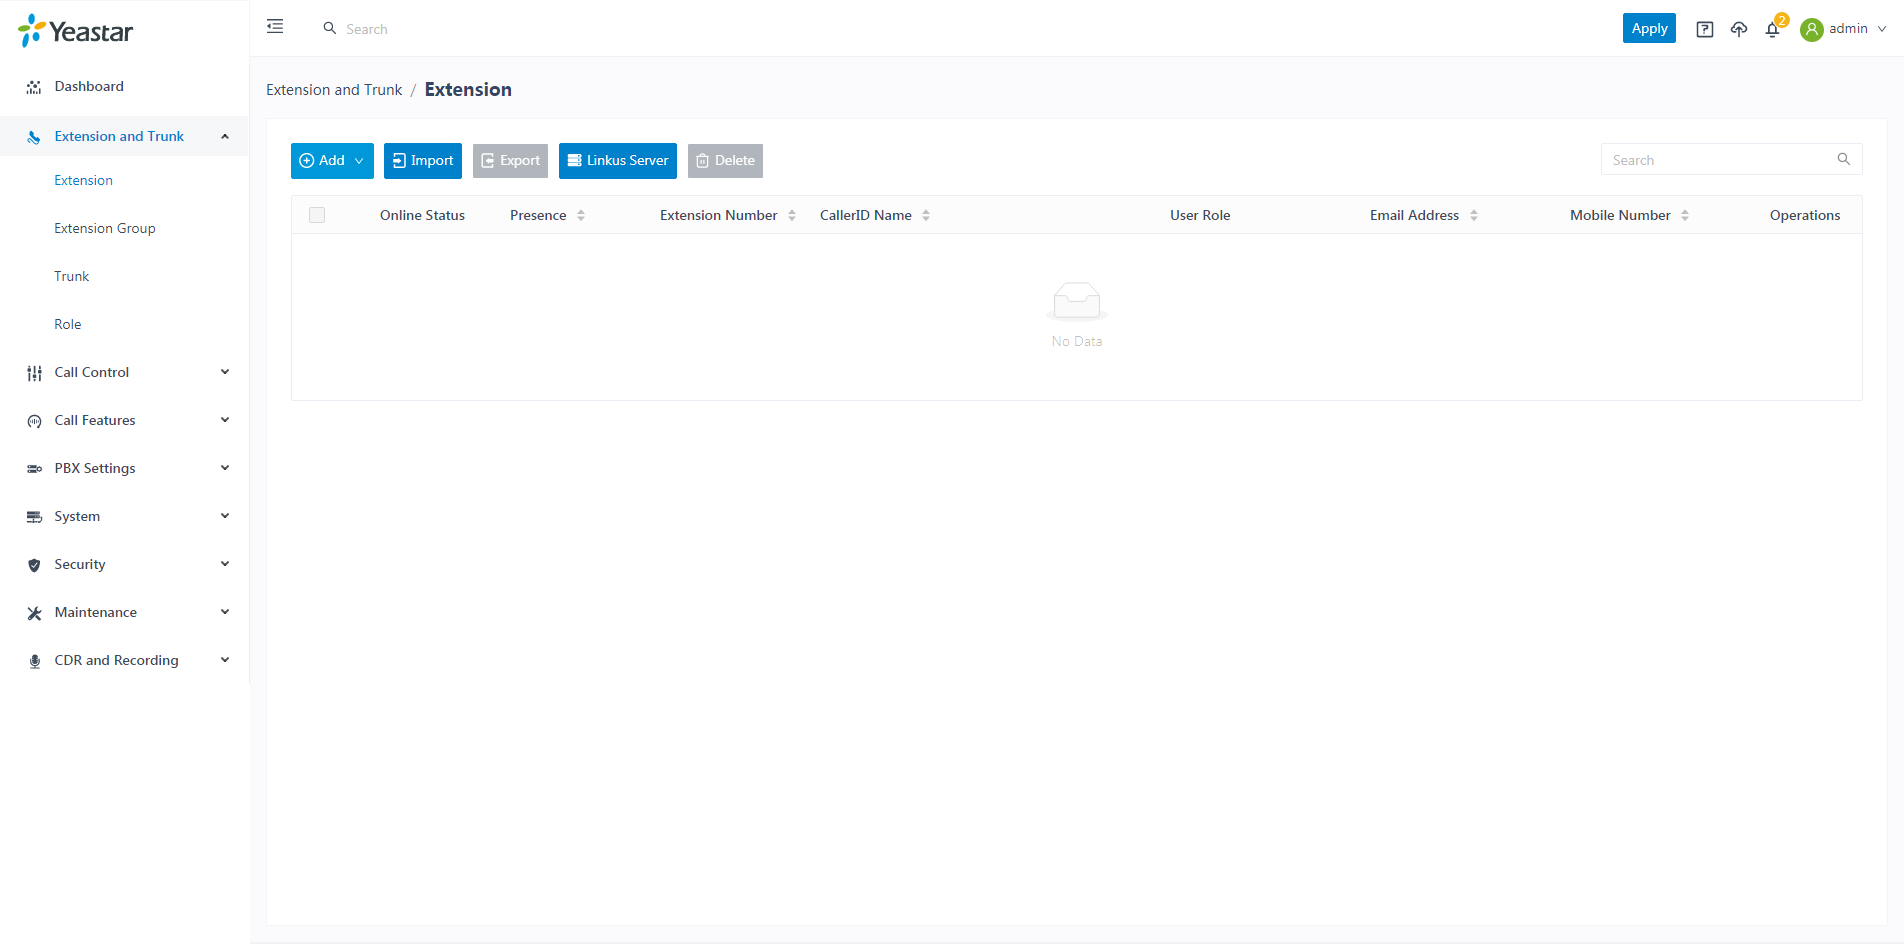 Yeastar
Search
Apply
2
admin
Dashboard
Extension and Trunk
Extension
Extension Group
Trunk
Role
Call Control
Call Features
PBX Settings
System
Security
Maintenance
CDR and Recording
Extension and Trunk / Extension
Add Import Export Linkus Server Delete
Search
Online Status Presence Extension Number CallerID Name User Role Email Address Mobile Number Operations
No Data